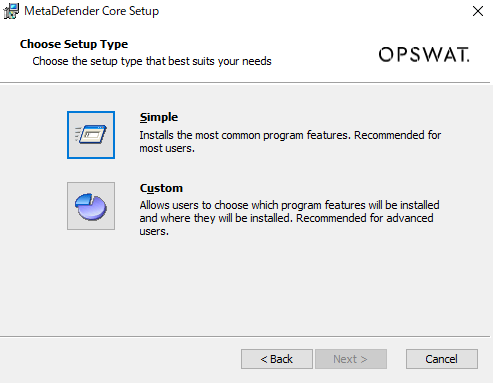 MetaDefender Core Setup
Choose Setup Type
Choose the setup type that best suits your needs
OPSWAT.
Simple
Installs the most common program features. Recommended for
most users.
Custom
Allows users to choose which program features will be installed
and where they will be installed. Recommended for advanced
users.
< Back
Next >
Cancel